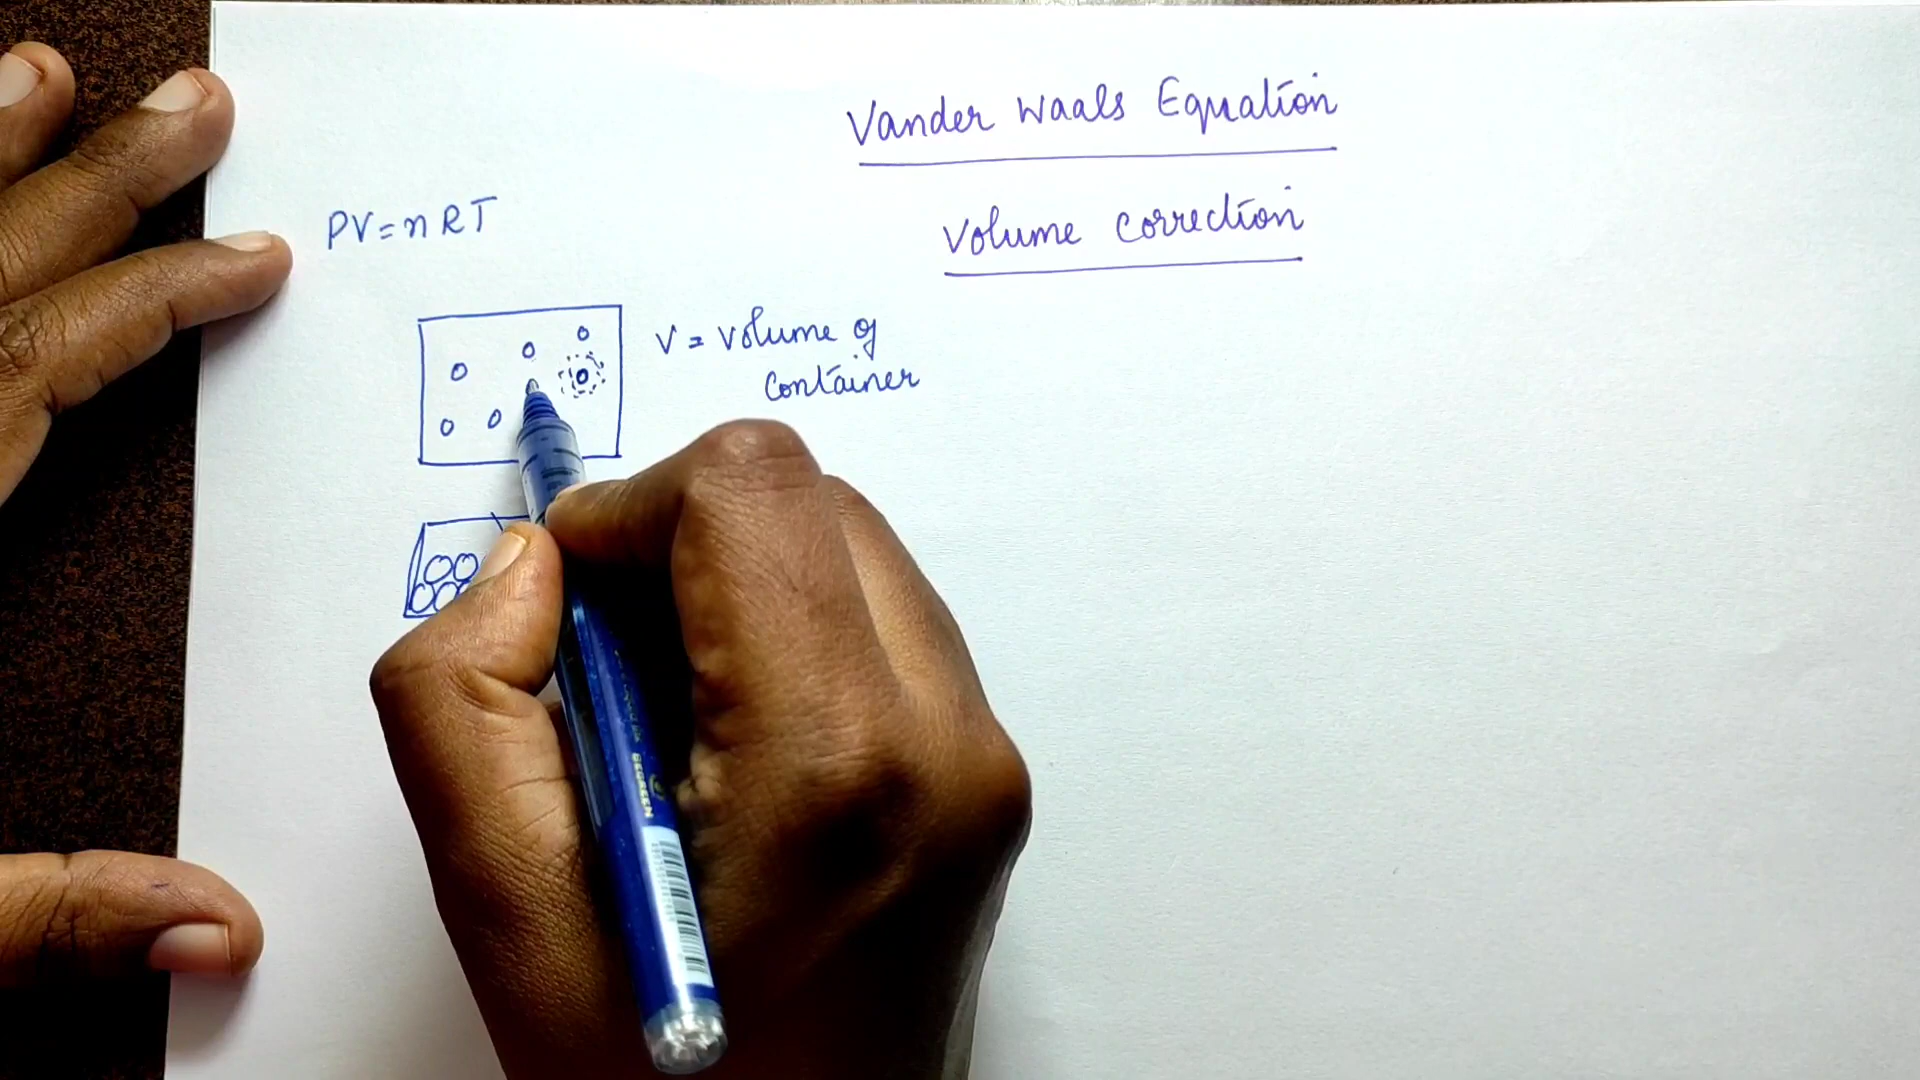 Vander Waals Equation
Volume correction
PV = nRT
V = Volume of
Container